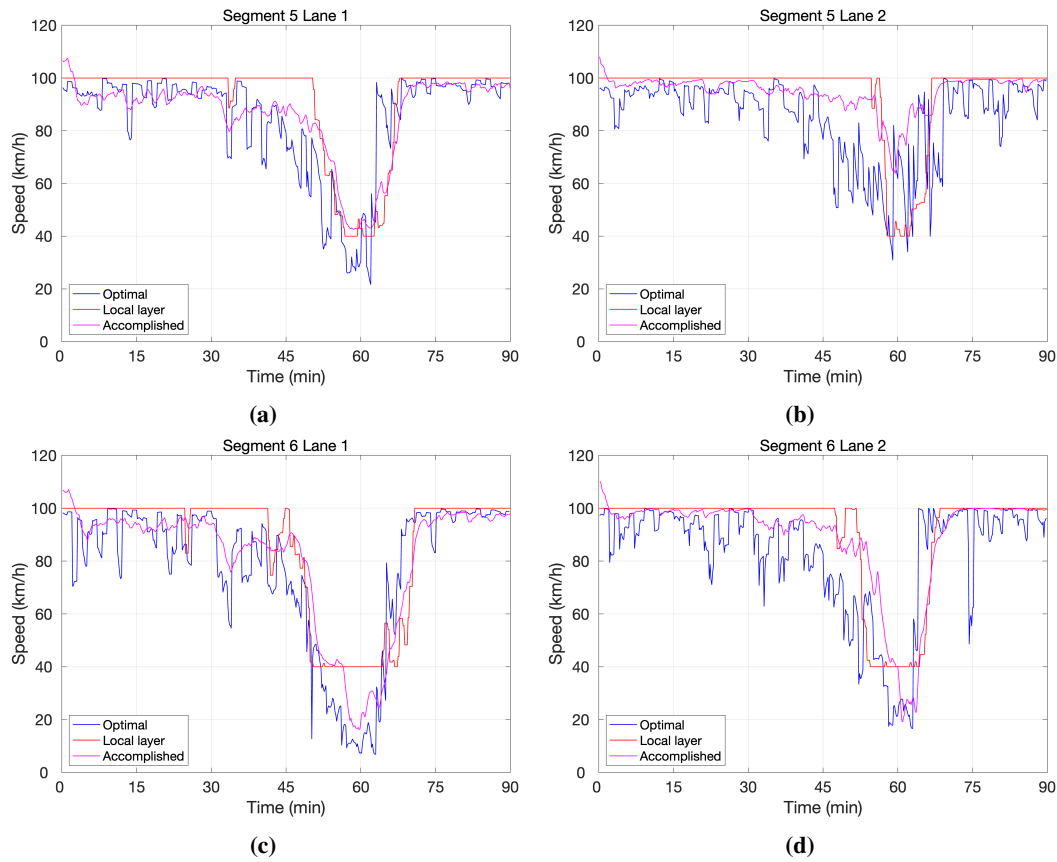 Segment 5 Lane 1
120
100
80
60
40
20
0
Speed (km/h)
Optimal
Local layer
Accomplished
0 15 30 45 60 75 90
Time (min)
(a)
Segment 5 Lane 2
120
100
80
60
40
20
0
Speed (km/h)
Optimal
Local layer
Accomplished
0 15 30 45 60 75 90
Time (min)
(b)
Segment 6 Lane 1
120
100
80
60
40
20
0
Speed (km/h)
Optimal
Local layer
Accomplished
0 15 30 45 60 75 90
Time (min)
(c)
Segment 6 Lane 2
120
100
80
60
40
20
0
Speed (km/h)
Optimal
Local layer
Accomplished
0 15 30 45 60 75 90
Time (min)
(d)